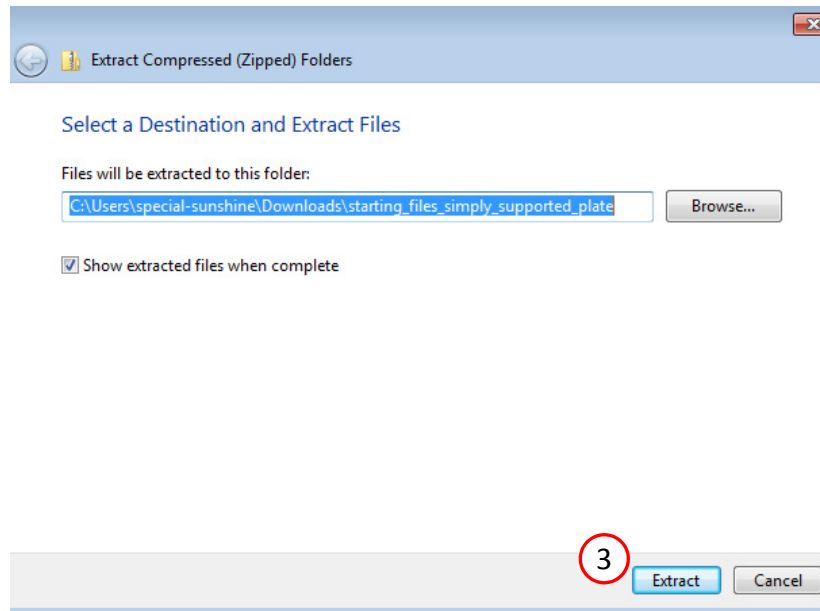 Extract Compressed (Zipped) Folders
Select a Destination and Extract Files
Files will be extracted to this folder:
C:\Users\special-sunshine\Downloads\starting_files_simply_supported_plate
Browse...
Show extracted files when complete
3
Extract
Cancel